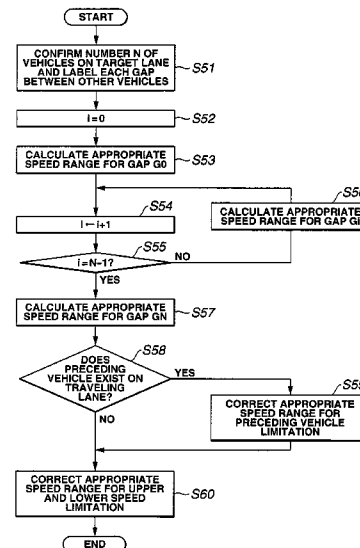 START
CONFIRM NUMBER N OF
VEHICLES ON TARGET LANE
AND LABEL EACH GAP
BETWEEN OTHER VEHICLES
S51
i=0
S52
CALCULATE APPROPRIATE
SPEED RANGE FOR GAP G0
S53
S54
i←i+1
CALCULATE APPROPRIATE
SPEED RANGE FOR GAP Gi
S55
i=N-1?
NO
YES
CALCULATE APPROPRIATE
SPEED RANGE FOR GAP GN
S57
S58
DOES
PRECEDING
VEHICLE EXIST ON
TRAVELING
LANE?
YES
NO
CORRECT APPROPRIATE
SPEED RANGE FOR
PRECEDING VEHICLE
LIMITATION
CORRECT APPROPRIATE
SPEED RANGE FOR UPPER
AND LOWER SPEED
LIMITATION
S60
END